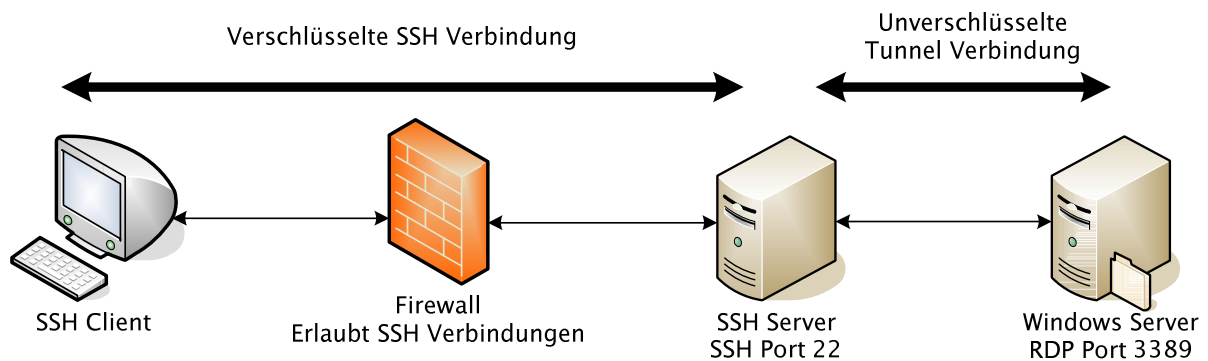 Verschlüsselte SSH Verbindung
Unverschlüsselte
Tunnel Verbindung
SSH Client
Firewall
Erlaubt SSH Verbindungen
SSH Server
SSH Port 22
Windows Server
RDP Port 3389